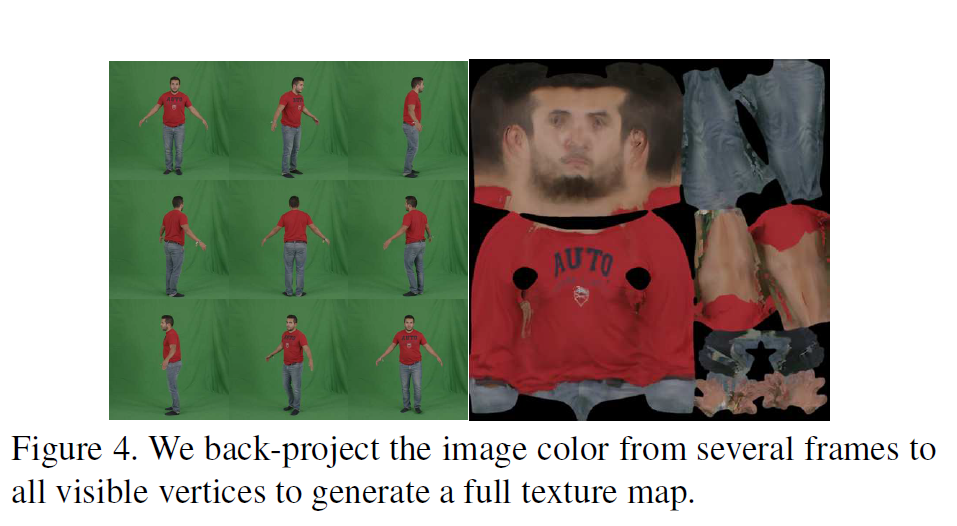 AUTO
Figure 4. We back-project the image color from several frames to
all visible vertices to generate a full texture map.